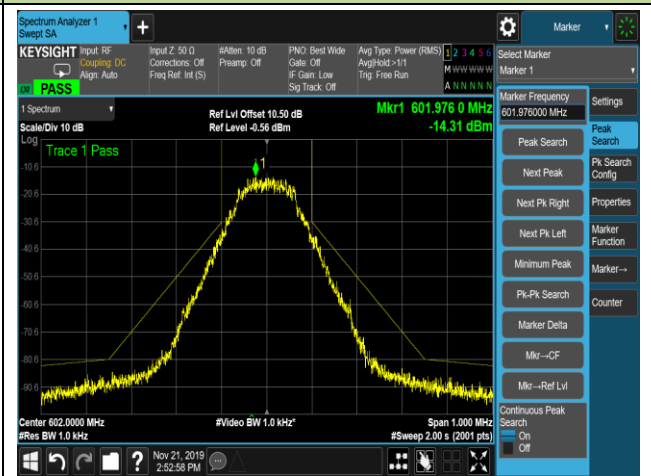 Spectrum Analyzer 1
Swept SA
Marker
KEYSIGHT Input: RF
Coupling: DC
Align: Auto
Input Z: 50 Ω
Corrections: Off
Freq Ref: Int (S)
#Atten: 10 dB
Preamp: Off
PNO: Best Wide
Gate: Off
IF Gain: Low
Sig Track: Off
Avg Type: Power (RMS)
Avg|Hold:>1/1
Trig: Free Run
1 2 3 4 5 6
M W W W W W
A N N N N N
LXI PASS
Select Marker
Marker 1
1 Spectrum
Scale/Div 10 dB
Ref Lvl Offset 10.50 dB
Ref Level -0.56 dBm
Mkr1 601.976 0 MHz
-14.31 dBm
Log
Trace 1 Pass
1
-10.6
-20.6
-30.6
-40.6
-50.6
-60.6
-70.6
-80.6
-90.6
Center 602.0000 MHz
#Res BW 1.0 kHz
#Video BW 1.0 kHz*
Span 1.000 MHz
#Sweep 2.00 s (2001 pts)
Marker Frequency
601.976000 MHz
Peak Search
Next Peak
Next Pk Right
Next Pk Left
Minimum Peak
Pk-Pk Search
Marker Delta
Mkr→CF
Mkr→Ref Lvl
Continuous Peak
Search
On
Off
Settings
Peak
Search
Pk Search
Config
Properties
Marker
Function
Marker→
Counter
Nov 21, 2019
2:52:58 PM